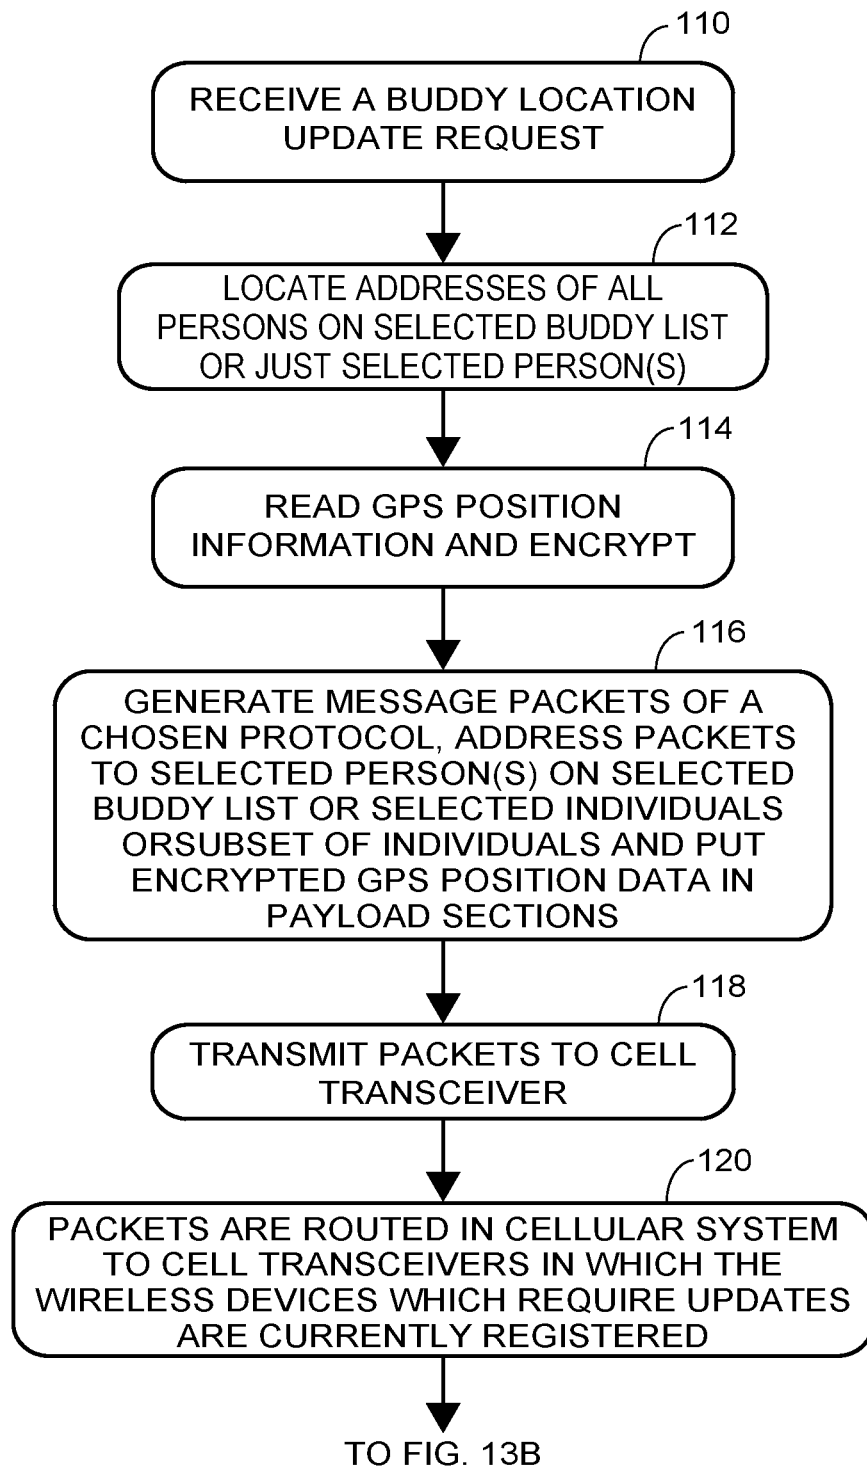 110
RECEIVE A BUDDY LOCATION
UPDATE REQUEST
112
LOCATE ADDRESSES OF ALL
PERSONS ON SELECTED BUDDY LIST
OR JUST SELECTED PERSON(S)
114
READ GPS POSITION
INFORMATION AND ENCRYPT
116
GENERATE MESSAGE PACKETS OF A
CHOSEN PROTOCOL, ADDRESS PACKETS
TO SELECTED PERSON(S) ON SELECTED
BUDDY LIST OR SELECTED INDIVIDUALS
ORSUBSET OF INDIVIDUALS AND PUT
ENCRYPTED GPS POSITION DATA IN
PAYLOAD SECTIONS
118
TRANSMIT PACKETS TO CELL
TRANSCEIVER
120
PACKETS ARE ROUTED IN CELLULAR SYSTEM
TO CELL TRANSCEIVERS IN WHICH THE
WIRELESS DEVICES WHICH REQUIRE UPDATES
ARE CURRENTLY REGISTERED
TO FIG. 13B